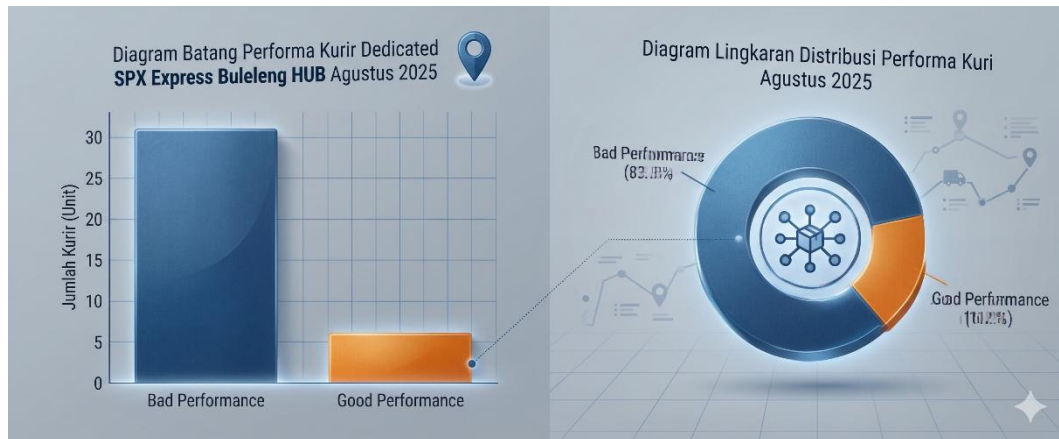 Diagram Batang Performa Kurir Dedicated
SPX Express Buleleng HUB Agustus 2025
Jumlah Kurir (Unit)
30
25
20
15
10
5
0
Bad Performance
Good Performance
Diagram Lingkaran Distribusi Performa Kuri
Agustus 2025
Bad